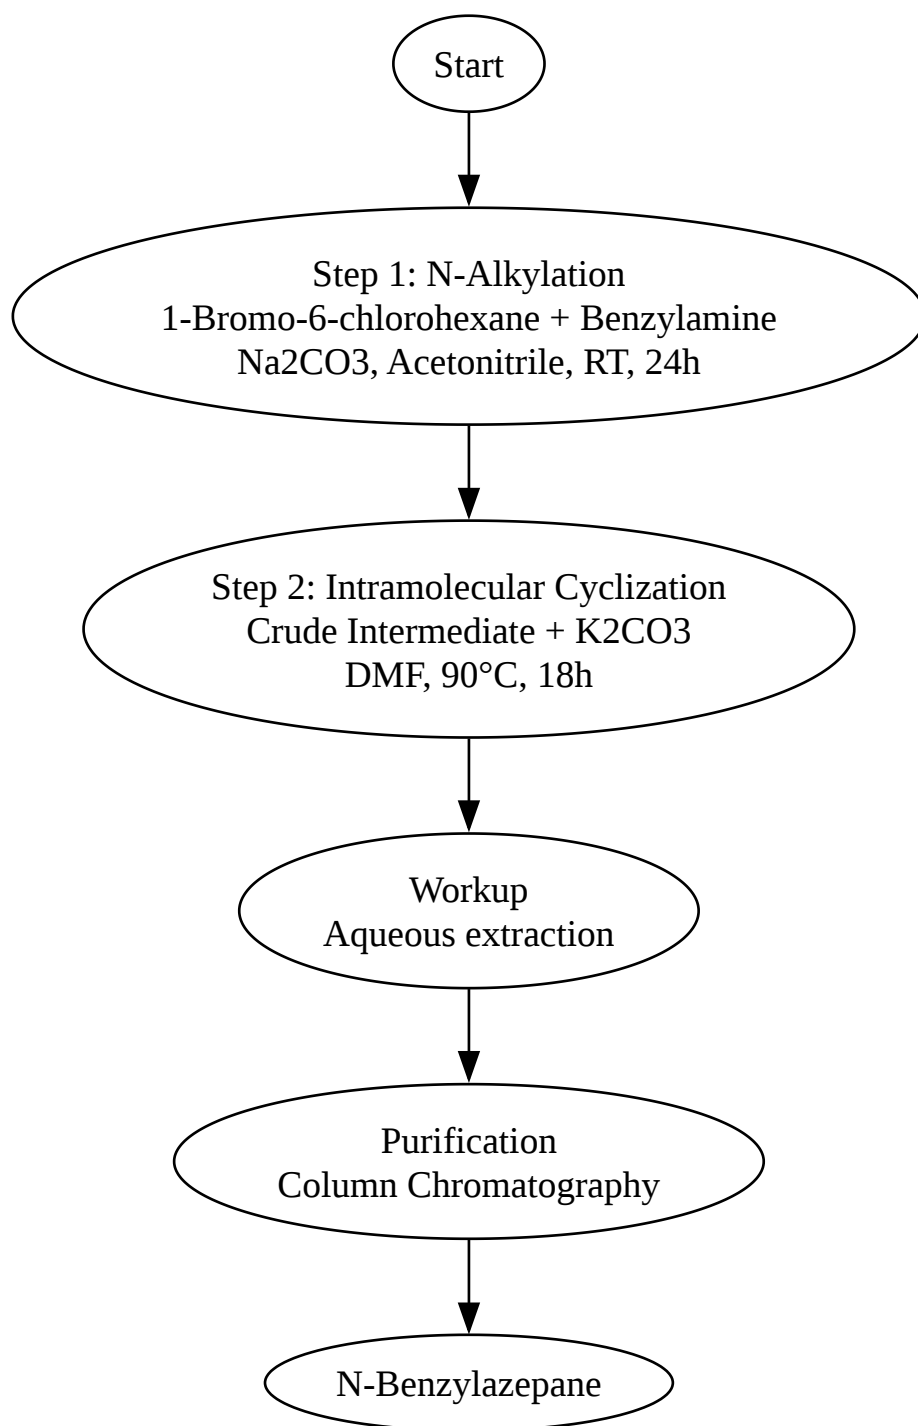 Start
Step 1: N-Alkylation
1-Bromo-6-chlorohexane + Benzylamine
Na2CO3, Acetonitrile, RT, 24h
Step 2: Intramolecular Cyclization
Crude Intermediate + K2CO3
DMF, 90°C, 18h
Workup
Aqueous extraction
Purification
Column Chromatography
N-Benzylazepane